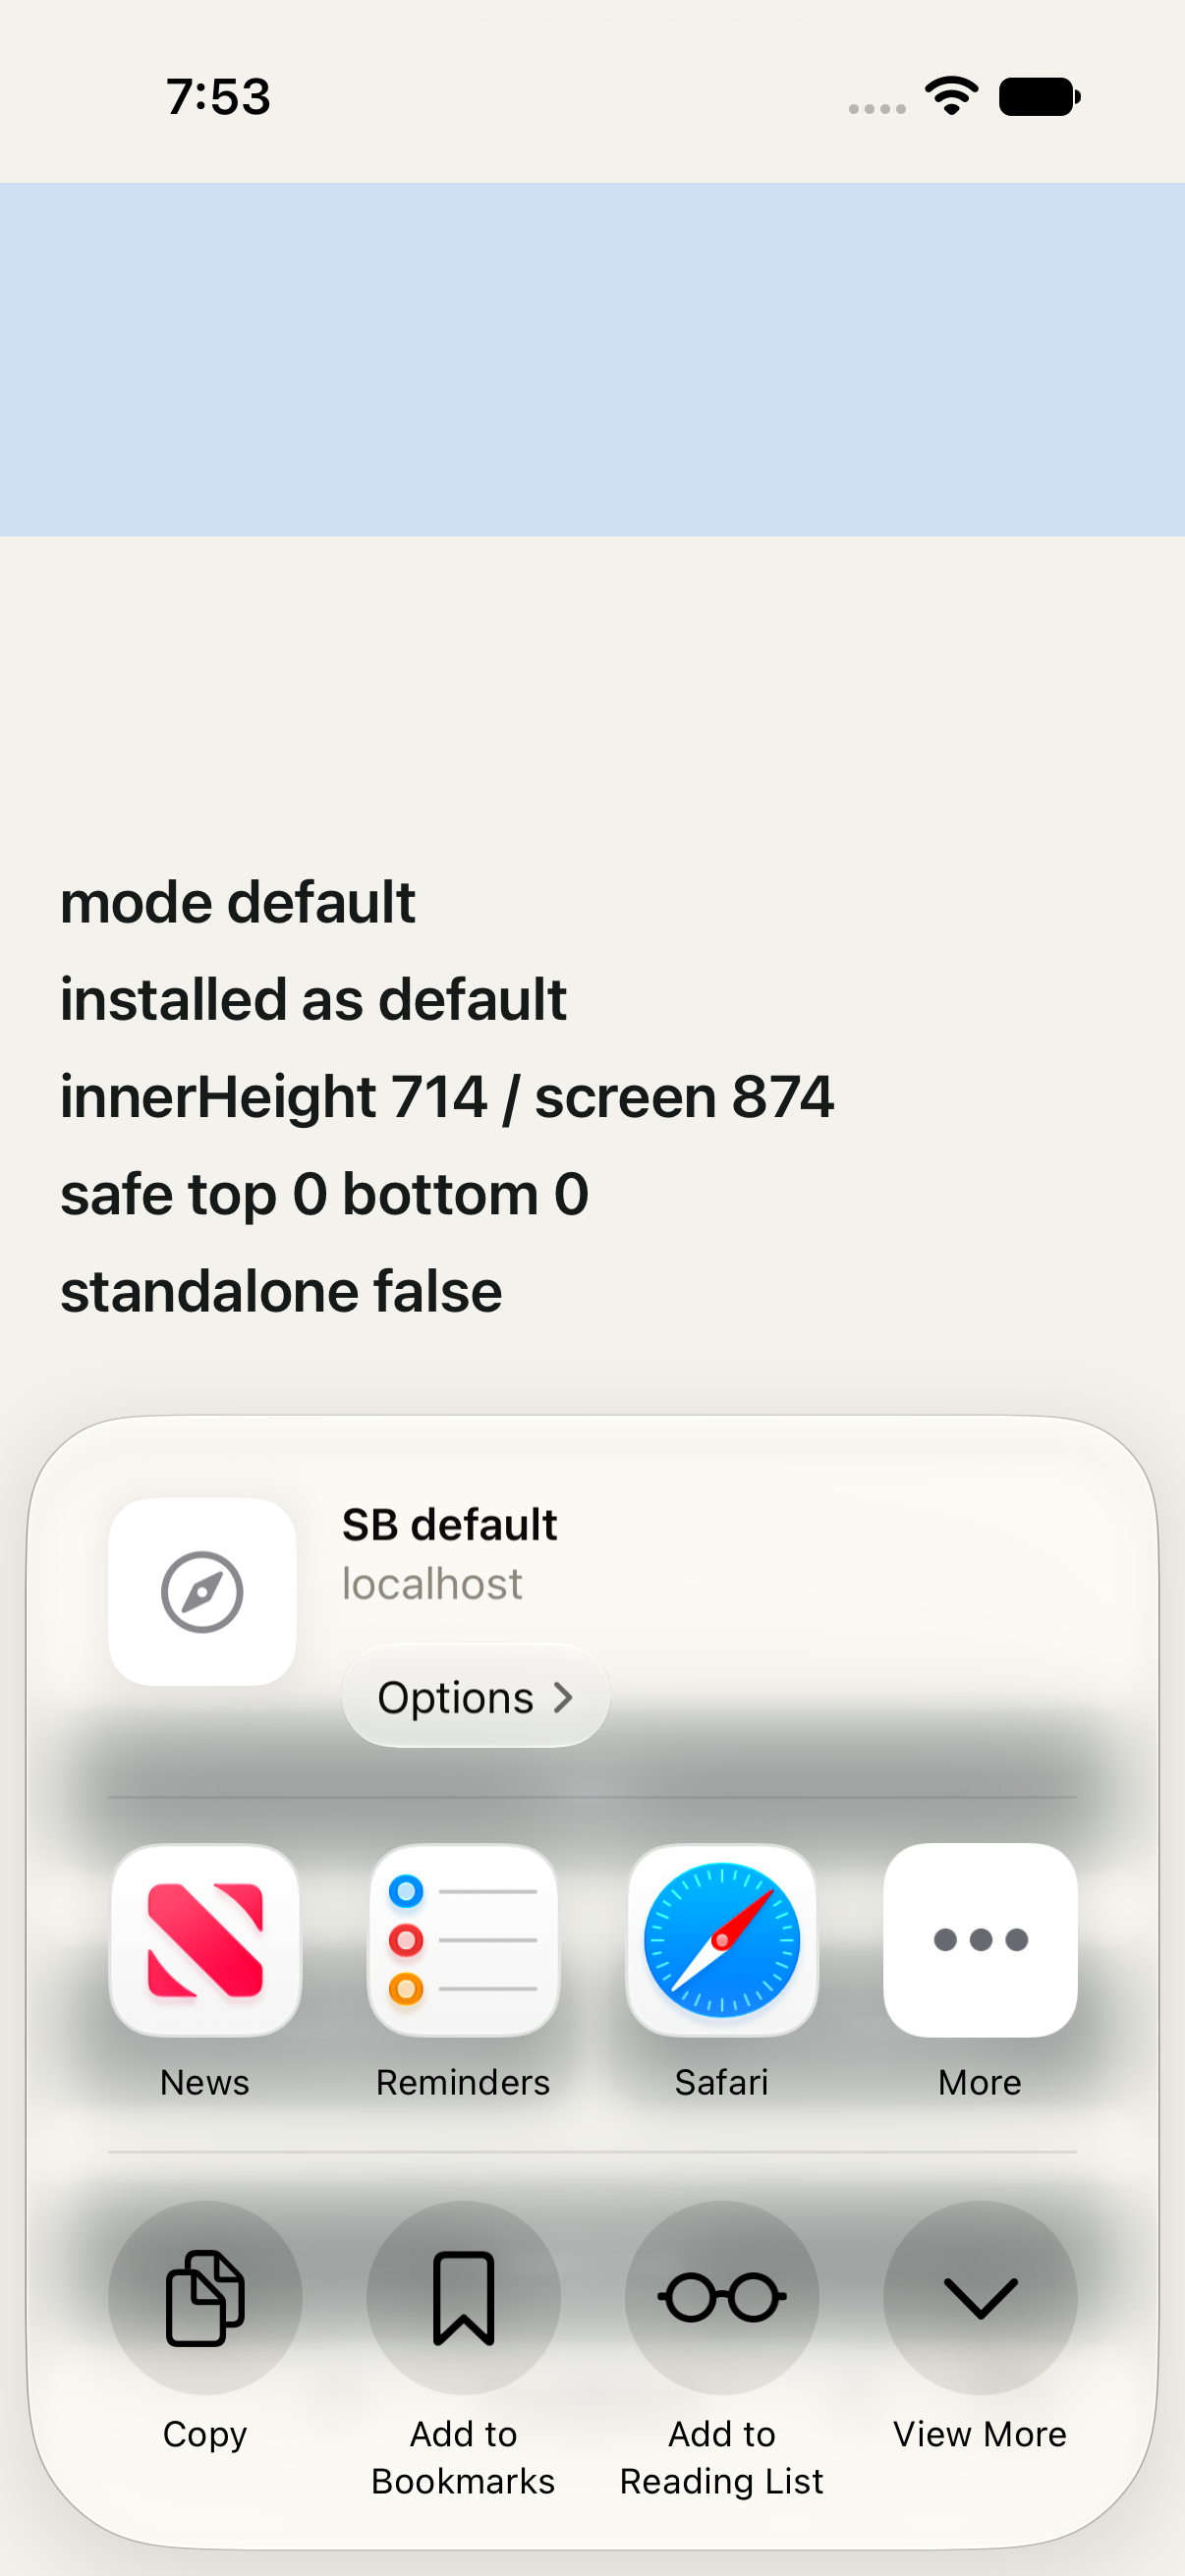 7:53
mode default
installed as default
innerHeight 714 / screen 874
safe top 0 bottom 0
standalone false
SB default
localhost
Options
News
Reminders
Safari
More
Copy
Add to
Bookmarks
Add to
Reading List
View More